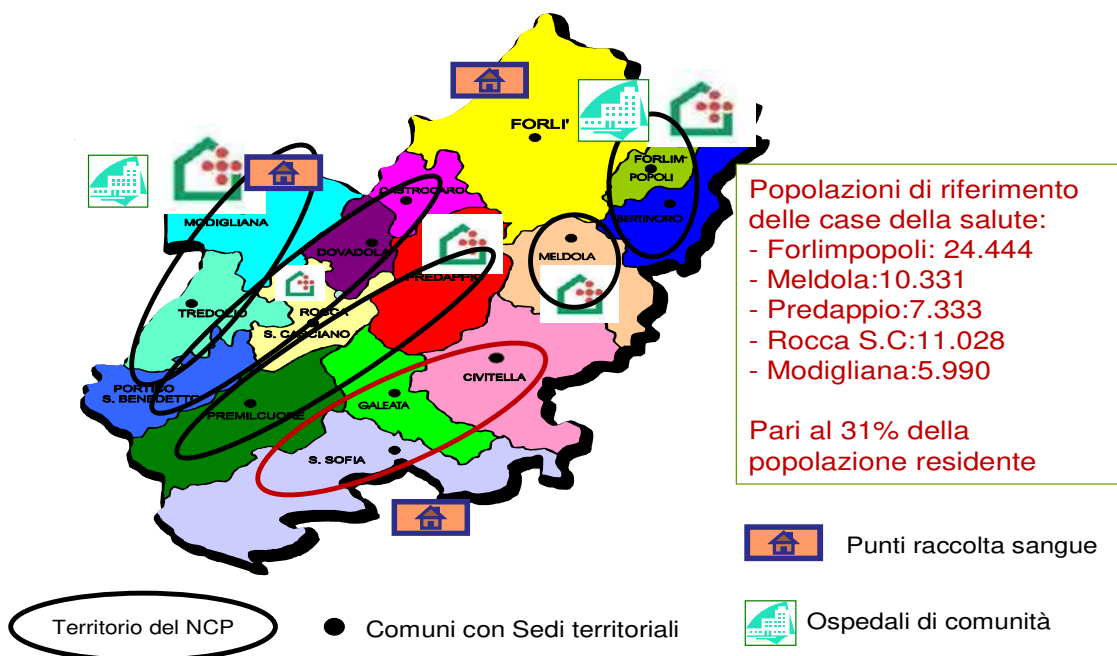 FORLI'
FORLIM-
POPOLI
BERTINORO
CASTROCARO
MODIGLIANA
DOVADOLA
PREDAPPIO
MELDOLA
TREDOLIO
ROCCA
S. CASCIANO
PORTICO
S. BENEDETTO
PREMILCUORE
GALEATA
CIVITELLA
S. SOFIA
Popolazioni di riferimento
delle case della salute:
- Forlimpopoli: 24.444
- Meldola:10.331
- Predappio:7.333
- Rocca S.C:11.028
- Modigliana:5.990
Pari al 31% della
popolazione residente
Punti raccolta sangue
Territorio del NCP
Comuni con Sedi territoriali
Ospedali di comunità